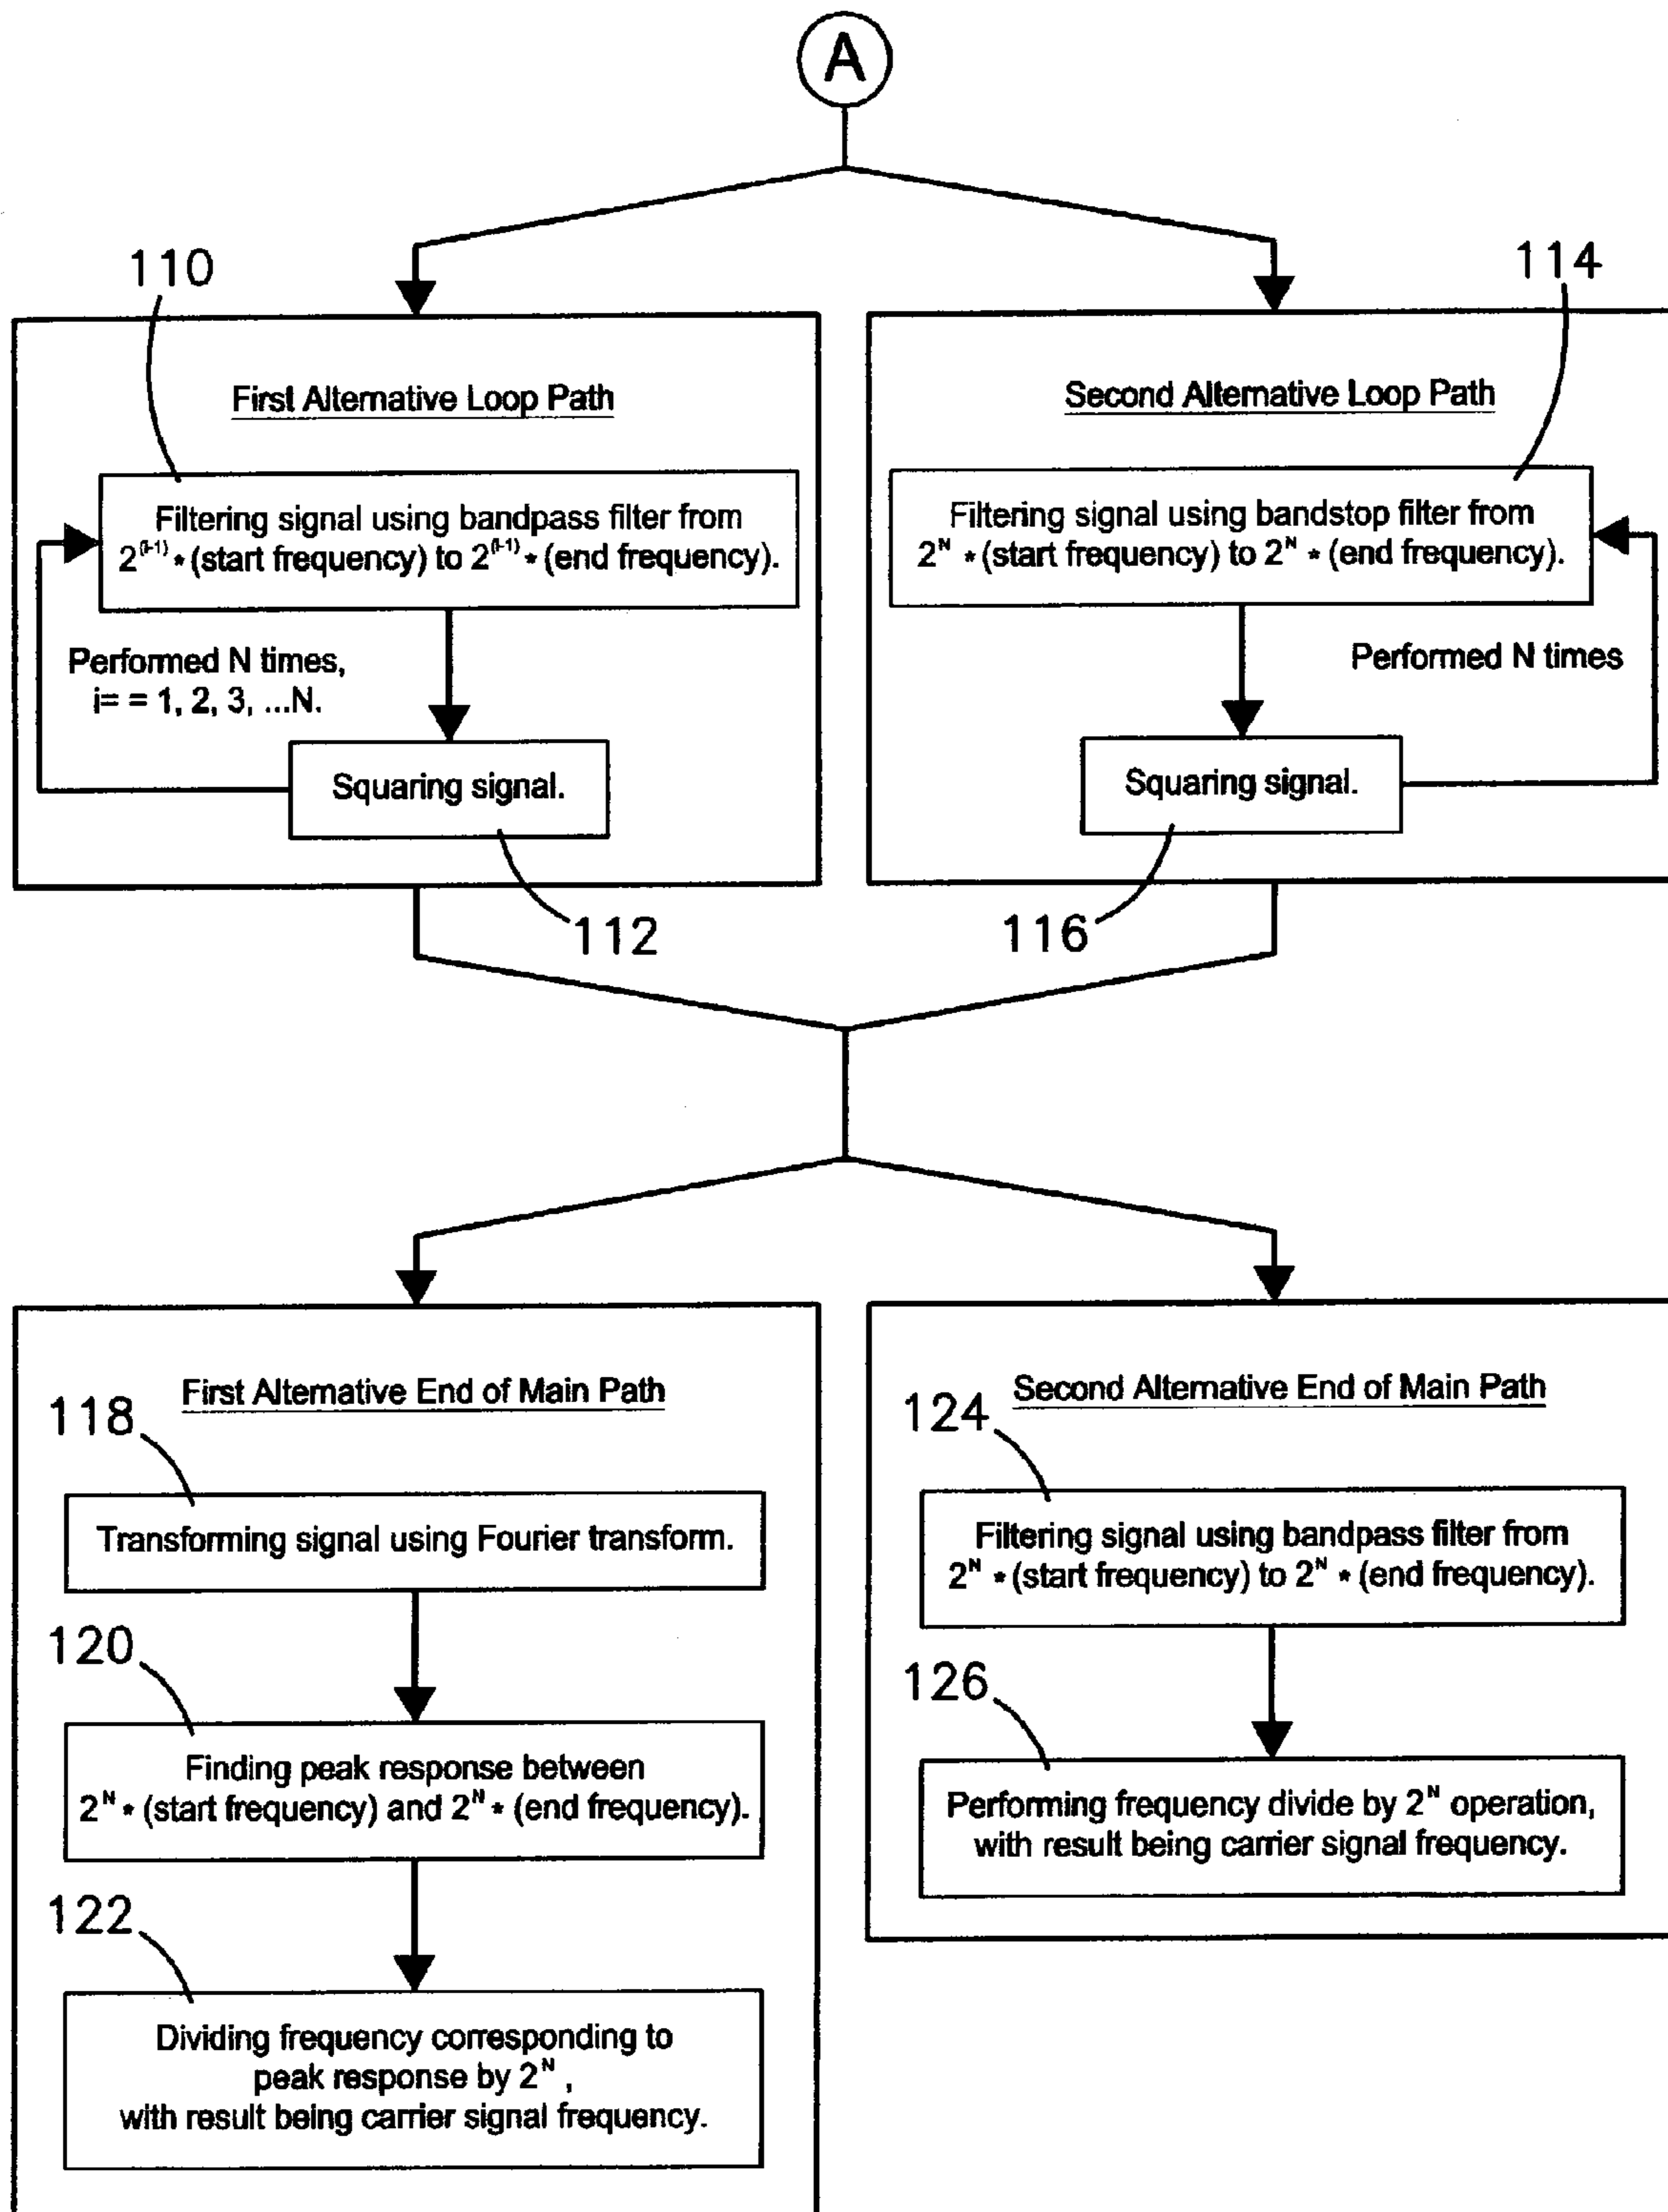 A
110
114
First Alternative Loop Path
Filtering signal using bandpass filter from
2^(i-1) * (start frequency) to 2^(i-1) * (end frequency).
Performed N times,
i= = 1, 2, 3, ...N.
Squaring signal.
112
Second Alternative Loop Path
Filtering signal using bandstop filter from
2^N * (start frequency) to 2^N * (end frequency).
Performed N times
Squaring signal.
116
First Alternative End of Main Path
118
Transforming signal using Fourier transform.
120
Finding peak response between
2^N * (start frequency) and 2^N * (end frequency).
122
Dividing frequency corresponding to
peak response by 2^N ,
with result being carrier signal frequency.
Second Alternative End of Main Path
124
Filtering signal using bandpass filter from
2^N * (start frequency) to 2^N * (end frequency).
126
Performing frequency divide by 2^N operation,
with result being carrier signal frequency.